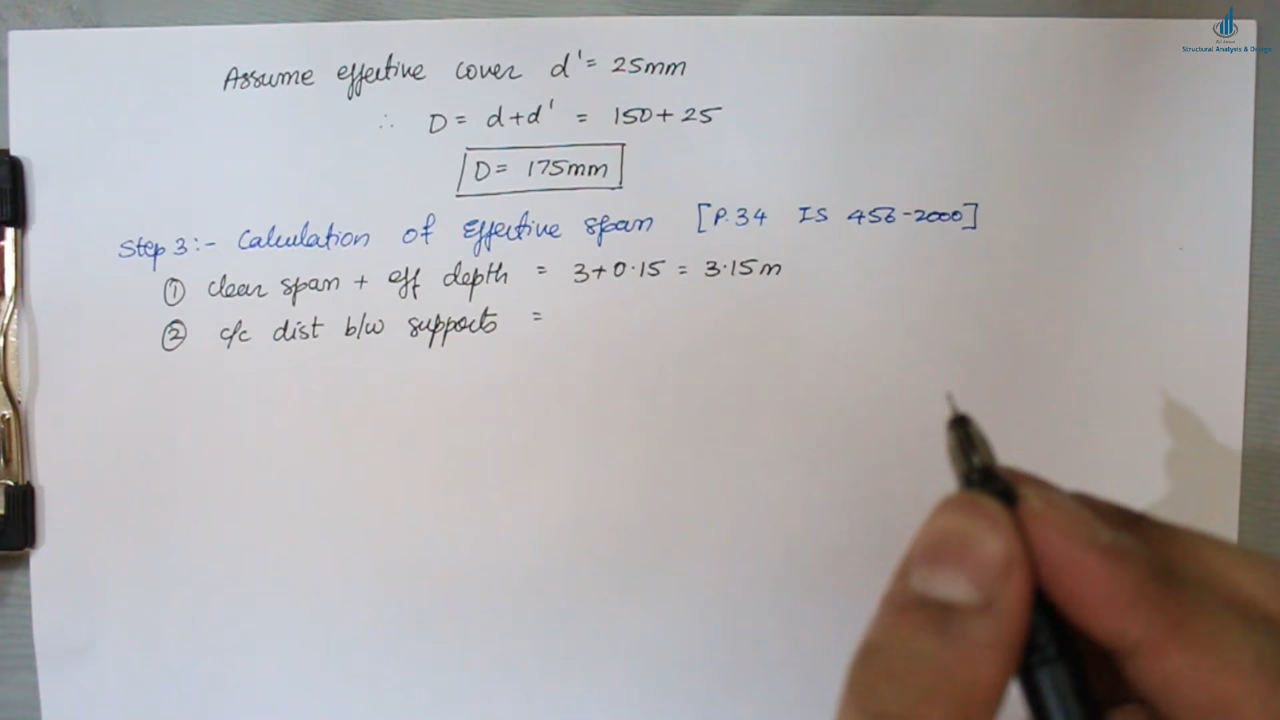 Assume effective cover d' = 25mm
∴ D = d+d' = 150+25
D = 175mm
Step 3:- Calculation of Effective span [P.34 IS 456-2000]
① clear span + eff depth = 3+0.15 = 3.15m
② c/c dist b/w supports =
Structural Analysis & Design